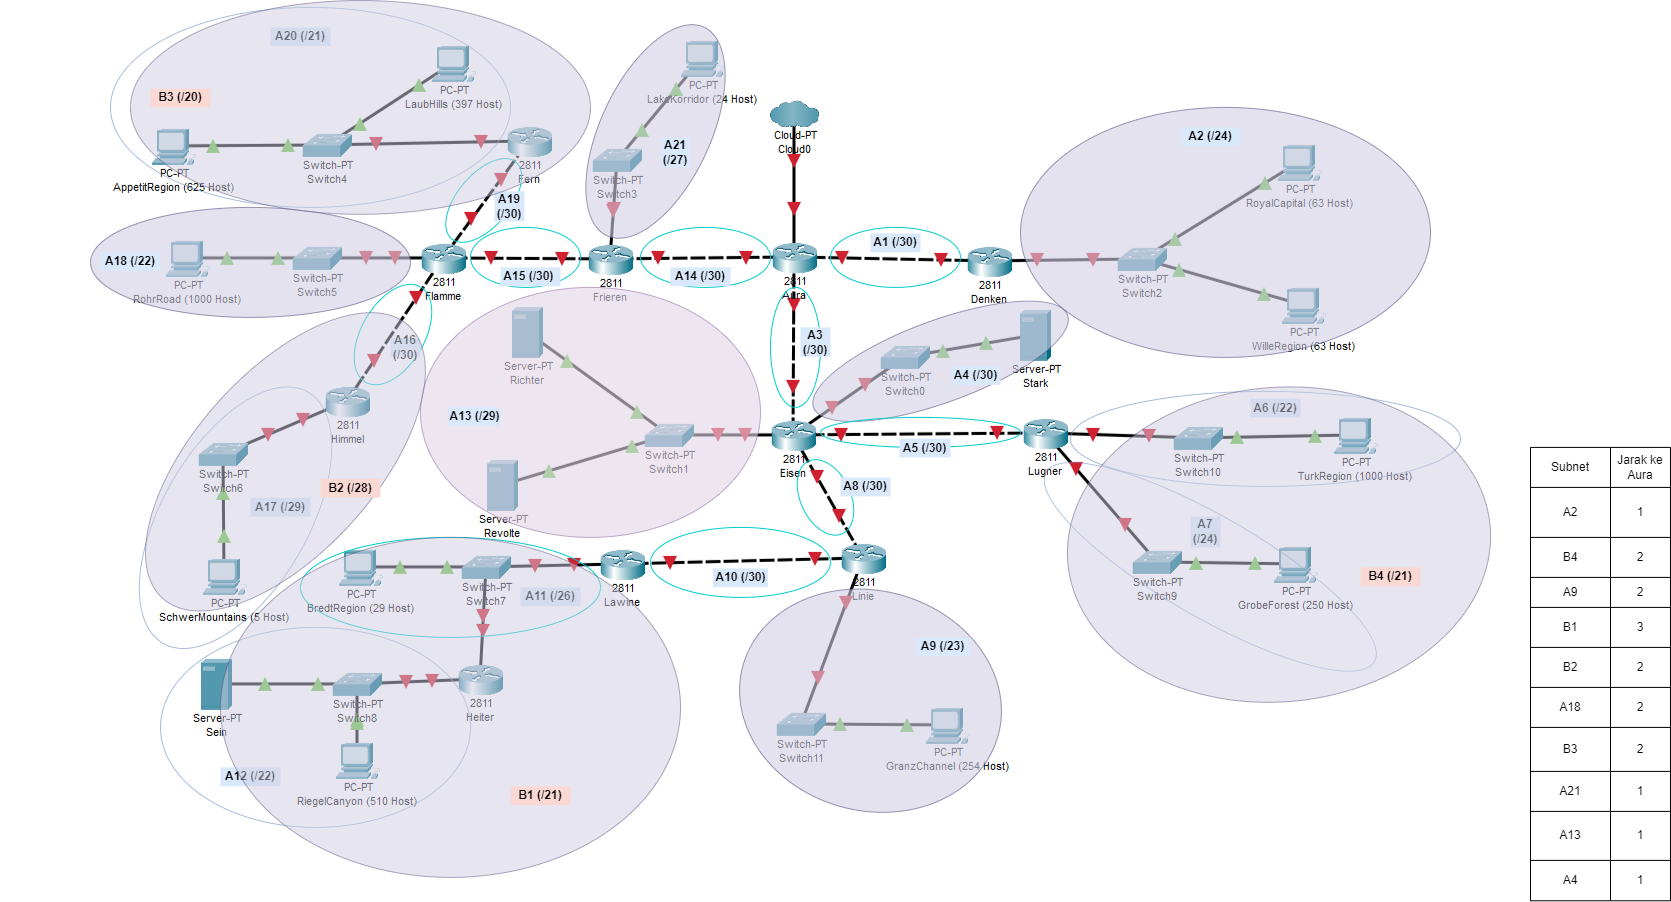 A20 (/21)
B3 (/20)
PC-PT
LaubHills (397 Host)
PC-PT
AppetitRegion (625 Host)
Switch-PT
Switch4
2811
Fern
A19
(/30)
PC-PT
LakeKorridor (24 Host)
A21
(/27)
Switch-PT
Switch3
Cloud-PT
Cloud0
A2 (/24)
PC-PT
RoyalCapital (63 Host)
Switch-PT
Switch2
PC-PT
WilleRegion (63 Host)
A18 (/22)
PC-PT
RohrRoad (1000 Host)
Switch-PT
Switch5
2811
Flamme
A15 (/30)
2811
Frieren
A14 (/30)
2811
Aura
A1 (/30)
2811
Denken
A16
(/30)
A3
(/30)
A4 (/30)
Switch-PT
Switch0
Server-PT
Stark
Server-PT
Richter
A13 (/29)
Switch-PT
Switch1
Server-PT
Revolte
2811
Eisen
A5 (/30)
2811
Lugner
A6 (/22)
Switch-PT
Switch10
PC-PT
TurkRegion (1000 Host)
A7
(/24)
Switch-PT
Switch9
PC-PT
GrobeForest (250 Host)
B4 (/21)
2811
Himmel
Switch-PT
Switch6
A17 (/29)
B2 (/28)
PC-PT
SchwerMountains (5 Host)
A8 (/30)
2811
Linie
A10 (/30)
2811
Lawine
Switch-PT
Switch7
A11 (/26)
PC-PT
BredtRegion (29 Host)
2811
Heiter
Server-PT
Sein
Switch-PT
Switch8
A12 (/22)
PC-PT
RiegelCanyon (510 Host)
B1 (/21)
A9 (/23)
Switch-PT
Switch11
PC-PT
GranzChannel (254 Host)
Subnet Jarak ke Aura
A2 1
B4 2
A9 2
B1 3
B2 2
A18 2
B3 2
A21 1
A13 1
A4 1